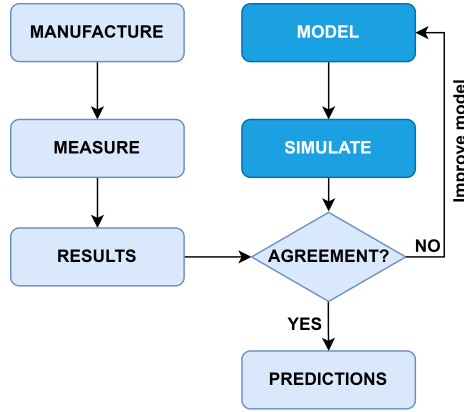 MANUFACTURE
MODEL
MEASURE
SIMULATE
RESULTS
AGREEMENT?
NO
Improve model
YES
PREDICTIONS